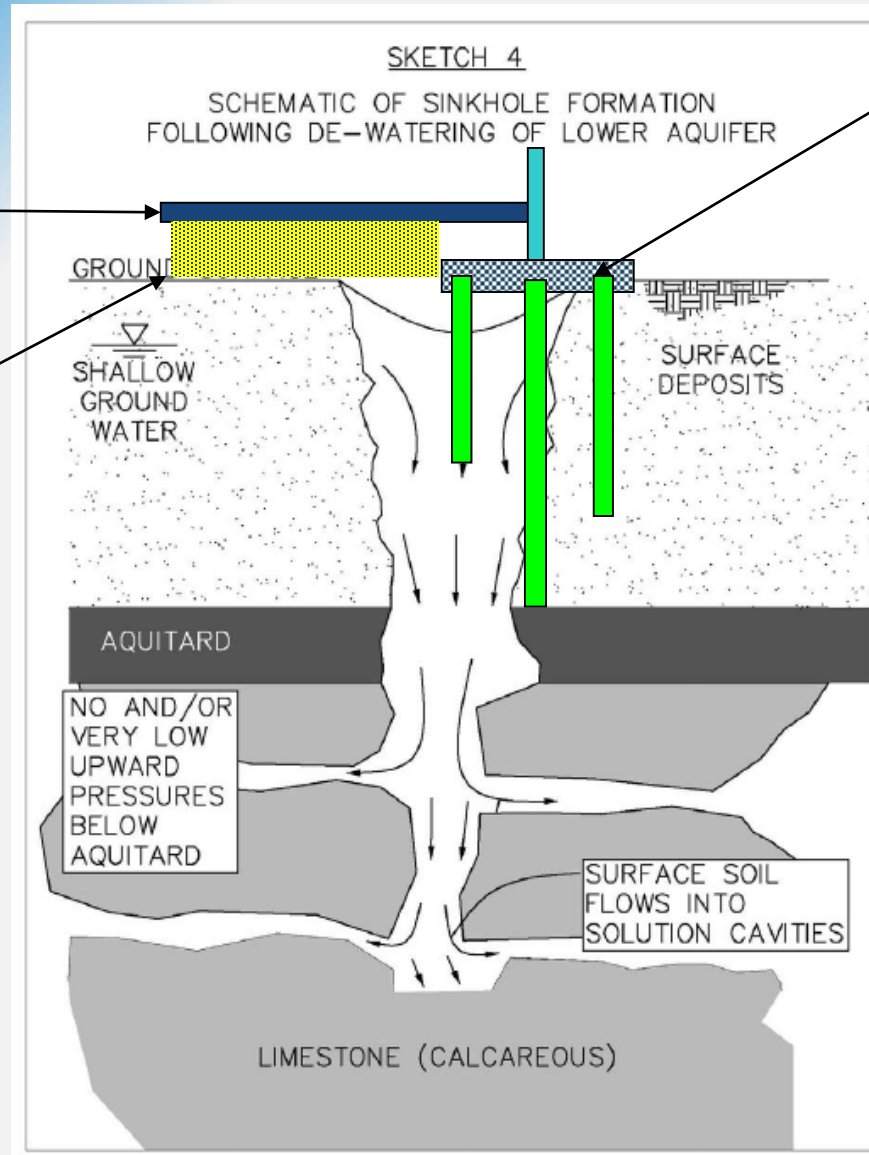 SKETCH 4
SCHEMATIC OF SINKHOLE FORMATION
FOLLOWING DE-WATERING OF LOWER AQUIFER
GROUND
SHALLOW
GROUND
WATER
SURFACE
DEPOSITS
AQUITARD
NO AND/OR
VERY LOW
UPWARD
PRESSURES
BELOW
AQUITARD
SURFACE SOIL
FLOWS INTO
SOLUTION CAVITIES
LIMESTONE (CALCAREOUS)